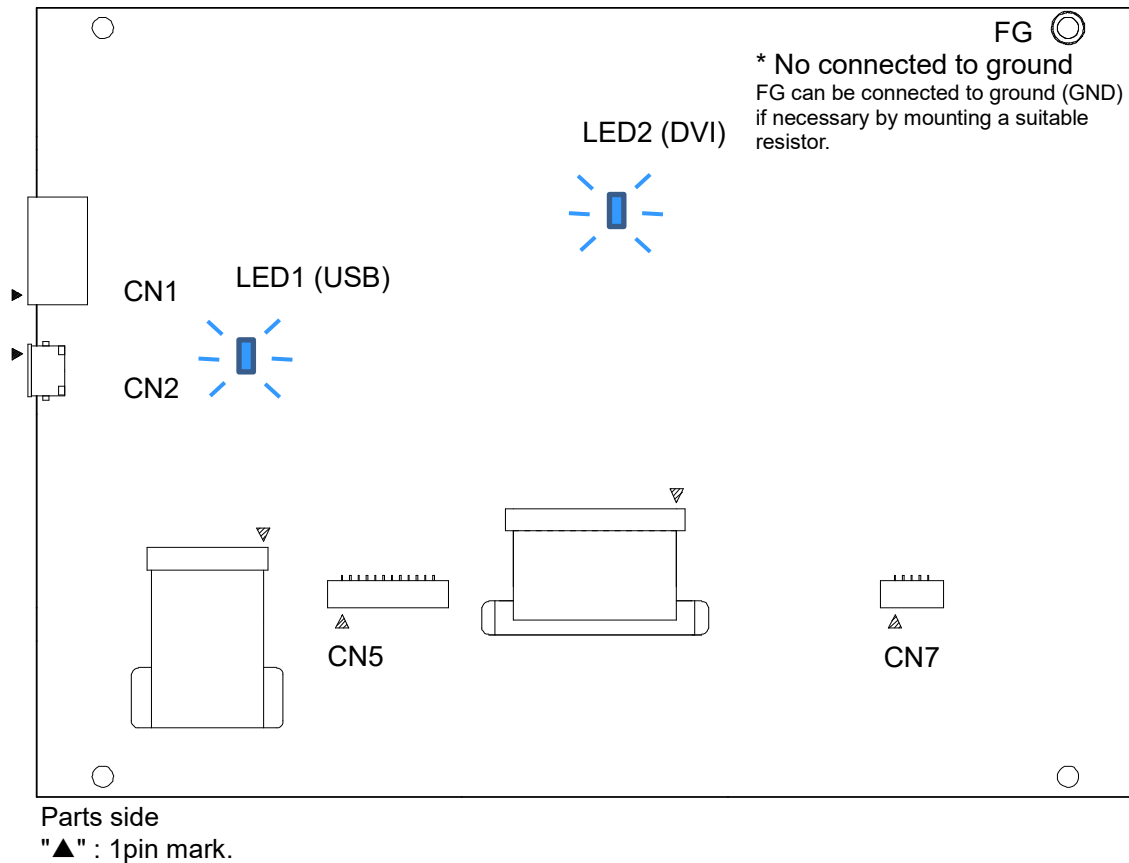 FG
* No connected to ground
FG can be connected to ground (GND)
if necessary by mounting a suitable
resistor.
LED2 (DVI)
LED1 (USB)
CN1
CN2
CN5
CN7
Parts side
"▲" : 1pin mark.